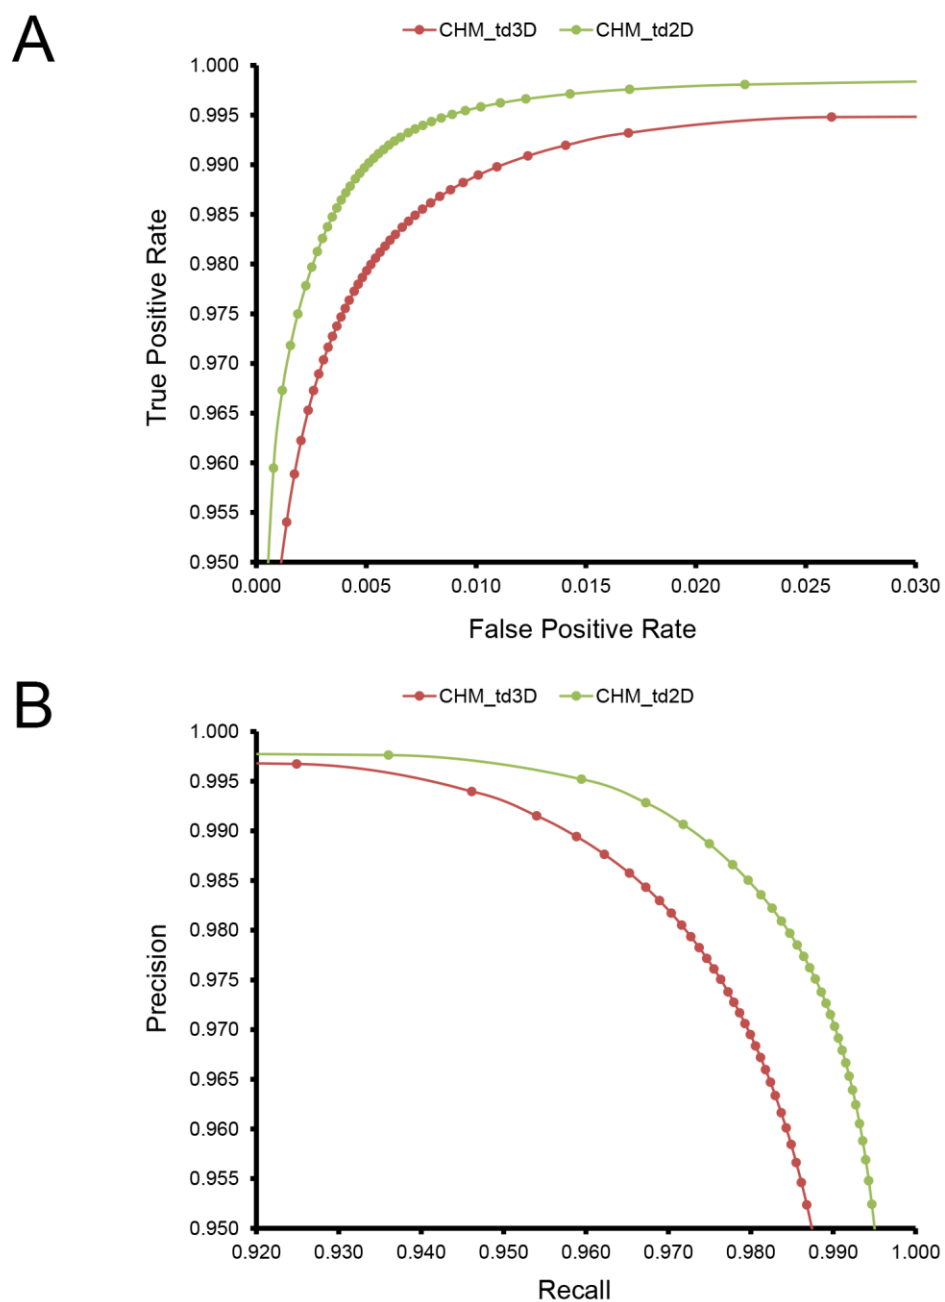 A
CHM_td3D CHM_td2D
1.000
0.995
0.990
0.985
0.980
0.975
0.970
0.965
0.960
0.955
0.950
True Positive Rate
0.000 0.005 0.010 0.015 0.020 0.025 0.030
False Positive Rate
B
CHM_td3D CHM_td2D
1.000
0.995
0.990
0.985
0.980
0.975
0.970
0.965
0.960
0.955
0.950
Precision
0.920 0.930 0.940 0.950 0.960 0.970 0.980 0.990 1.000
Recall